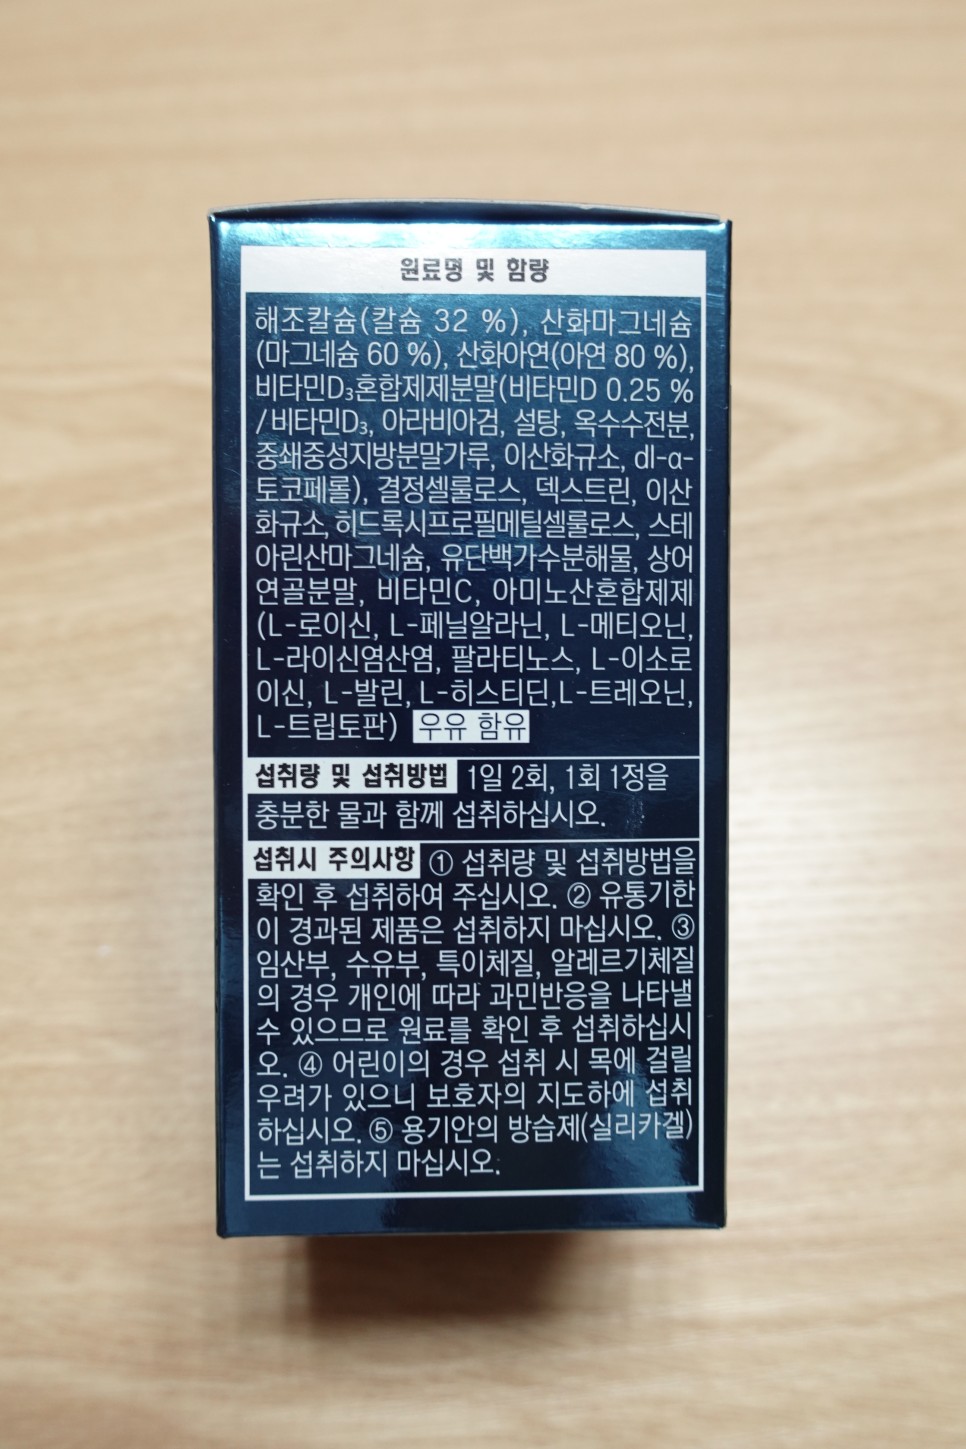 원료명 및 함량
해조칼슘(칼슘 32 %), 산화마그네슘
(마그네슘 60 %), 산화아연(아연 80 %),
비타민D₃혼합제제분말(비타민D 0.25 %
/비타민D₃, 아라비아검, 설탕, 옥수수전분,
중쇄중성지방분말가루, 이산화규소, dl-α-
토코페롤), 결정셀룰로스, 덱스트린, 이산
화규소, 히드록시프로필메틸셀룰로스, 스테
아린산마그네슘, 유단백가수분해물, 상어
연골분말, 비타민C, 아미노산혼합제제
(L-로이신, L-페닐알라닌, L-메티오닌,
L-라이신염산염, 팔라티노스, L-이소로
이신, L-발린, L-히스티딘,L-트레오닌,
L-트립토판) 우유 함유
섭취량 및 섭취방법 1일 2회, 1회 1정을
충분한 물과 함께 섭취하십시오.
섭취시 주의사항 ① 섭취량 및 섭취방법을
확인 후 섭취하여 주십시오. ② 유통기한
이 경과된 제품은 섭취하지 마십시오. ③
임산부, 수유부, 특이체질, 알레르기체질
의 경우 개인에 따라 과민반응을 나타낼
수 있으므로 원료를 확인 후 섭취하십시
오. ④ 어린이의 경우 섭취 시 목에 걸릴
우려가 있으니 보호자의 지도하에 섭취
하십시오. ⑤ 용기안의 방습제(실리카겔)
는 섭취하지 마십시오.